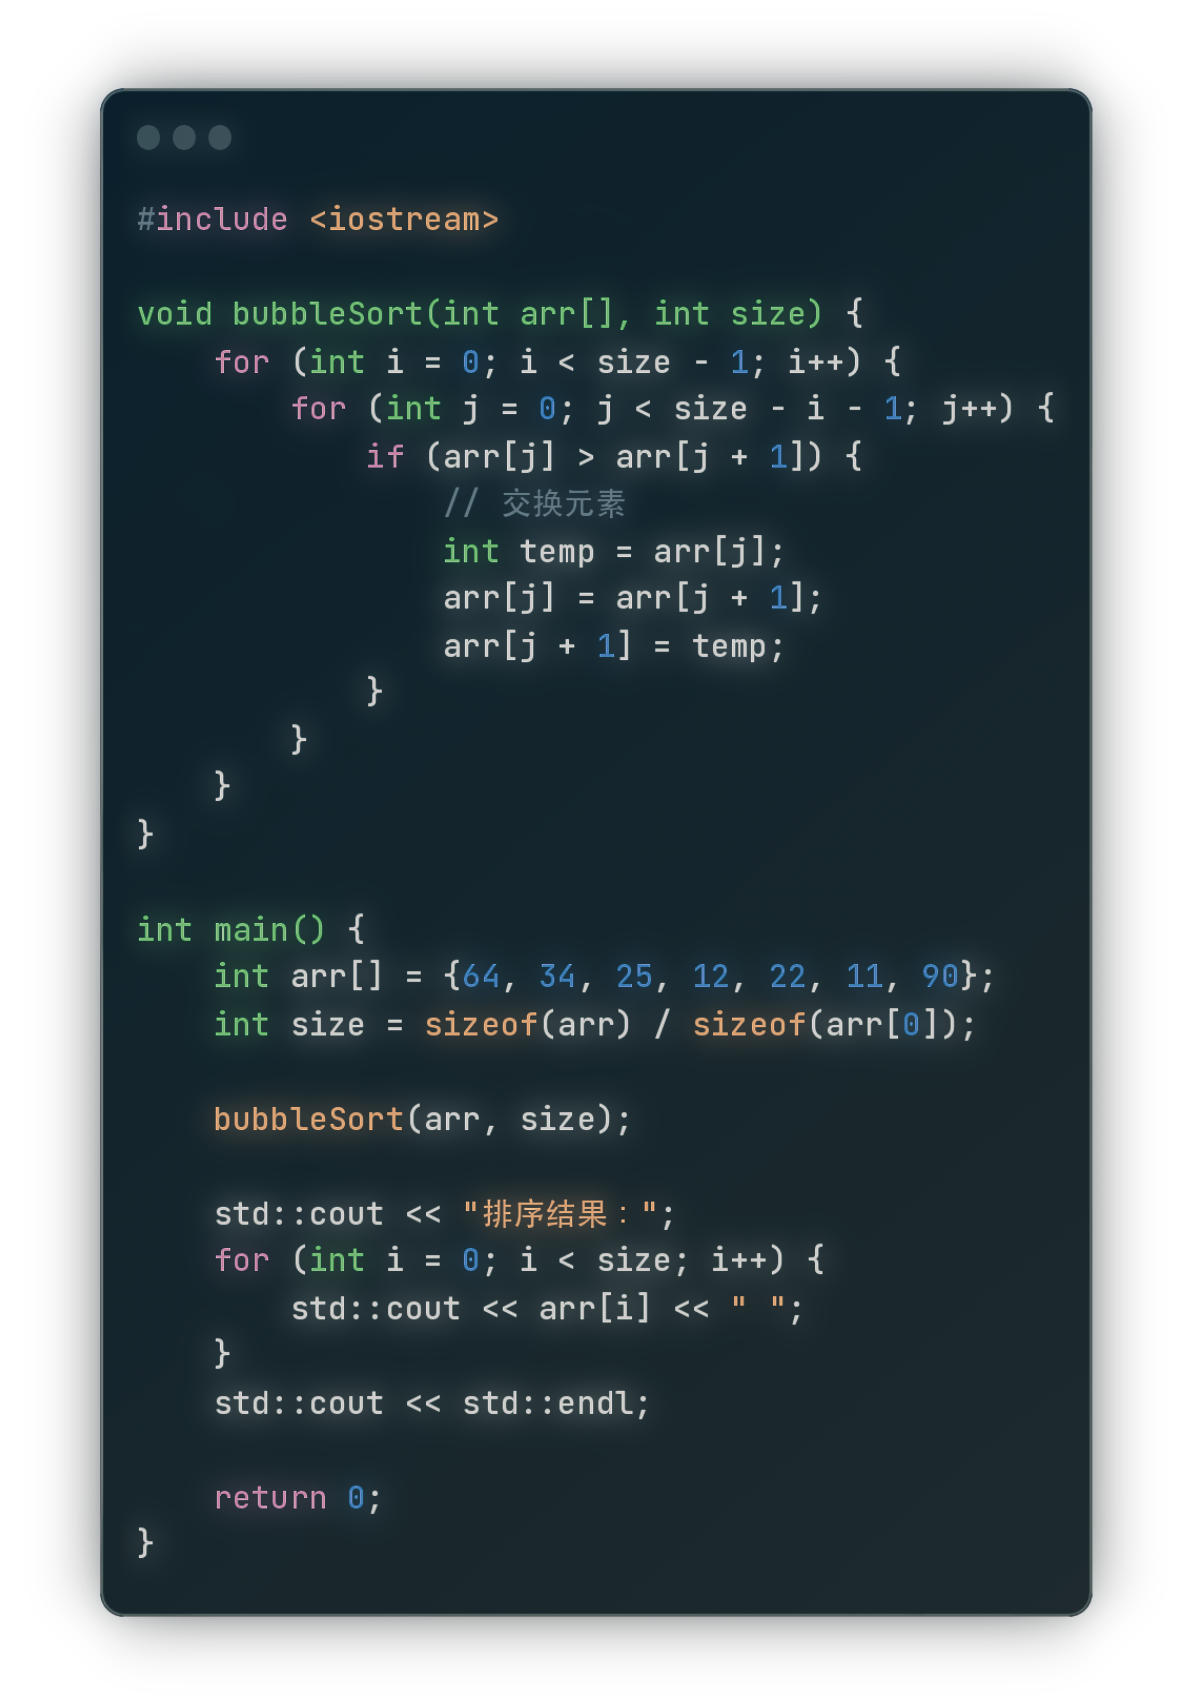 #include <iostream>

void bubbleSort(int arr[], int size) {
    for (int i = 0; i < size - 1; i++) {
        for (int j = 0; j < size - i - 1; j++) {
            if (arr[j] > arr[j + 1]) {
                // 交换元素
                int temp = arr[j];
                arr[j] = arr[j + 1];
                arr[j + 1] = temp;
            }
        }
    }
}

int main() {
    int arr[] = {64, 34, 25, 12, 22, 11, 90};
    int size = sizeof(arr) / sizeof(arr[0]);

    bubbleSort(arr, size);

    std::cout << "排序结果：";
    for (int i = 0; i < size; i++) {
        std::cout << arr[i] << " ";
    }
    std::cout << std::endl;

    return 0;
}